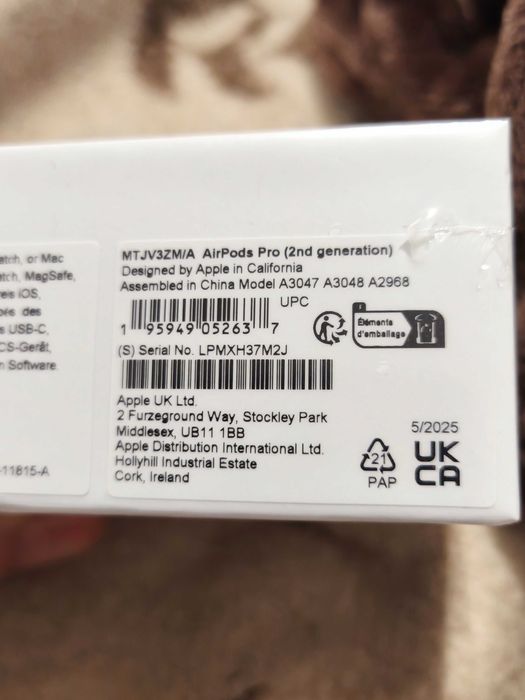 atch, or Mac
atch, MagSafe,
reis iOS,
des
s USB-C,
CS-Gerät,
n Software.
-11815-A
MTJV3ZM/A AirPods Pro (2nd generation)
Designed by Apple in California
Assembled in China Model A3047 A3048 A2968
UPC
1 95949 05263 7
Éléments
d'emballage
(S) Serial No. LPMXH37M2J
Apple UK Ltd.
2 Furzeground Way, Stockley Park
Middlesex, UB11 1BB
Apple Distribution International Ltd.
Hollyhill Industrial Estate
Cork, Ireland
21
PAP
5/2025
UK
CA